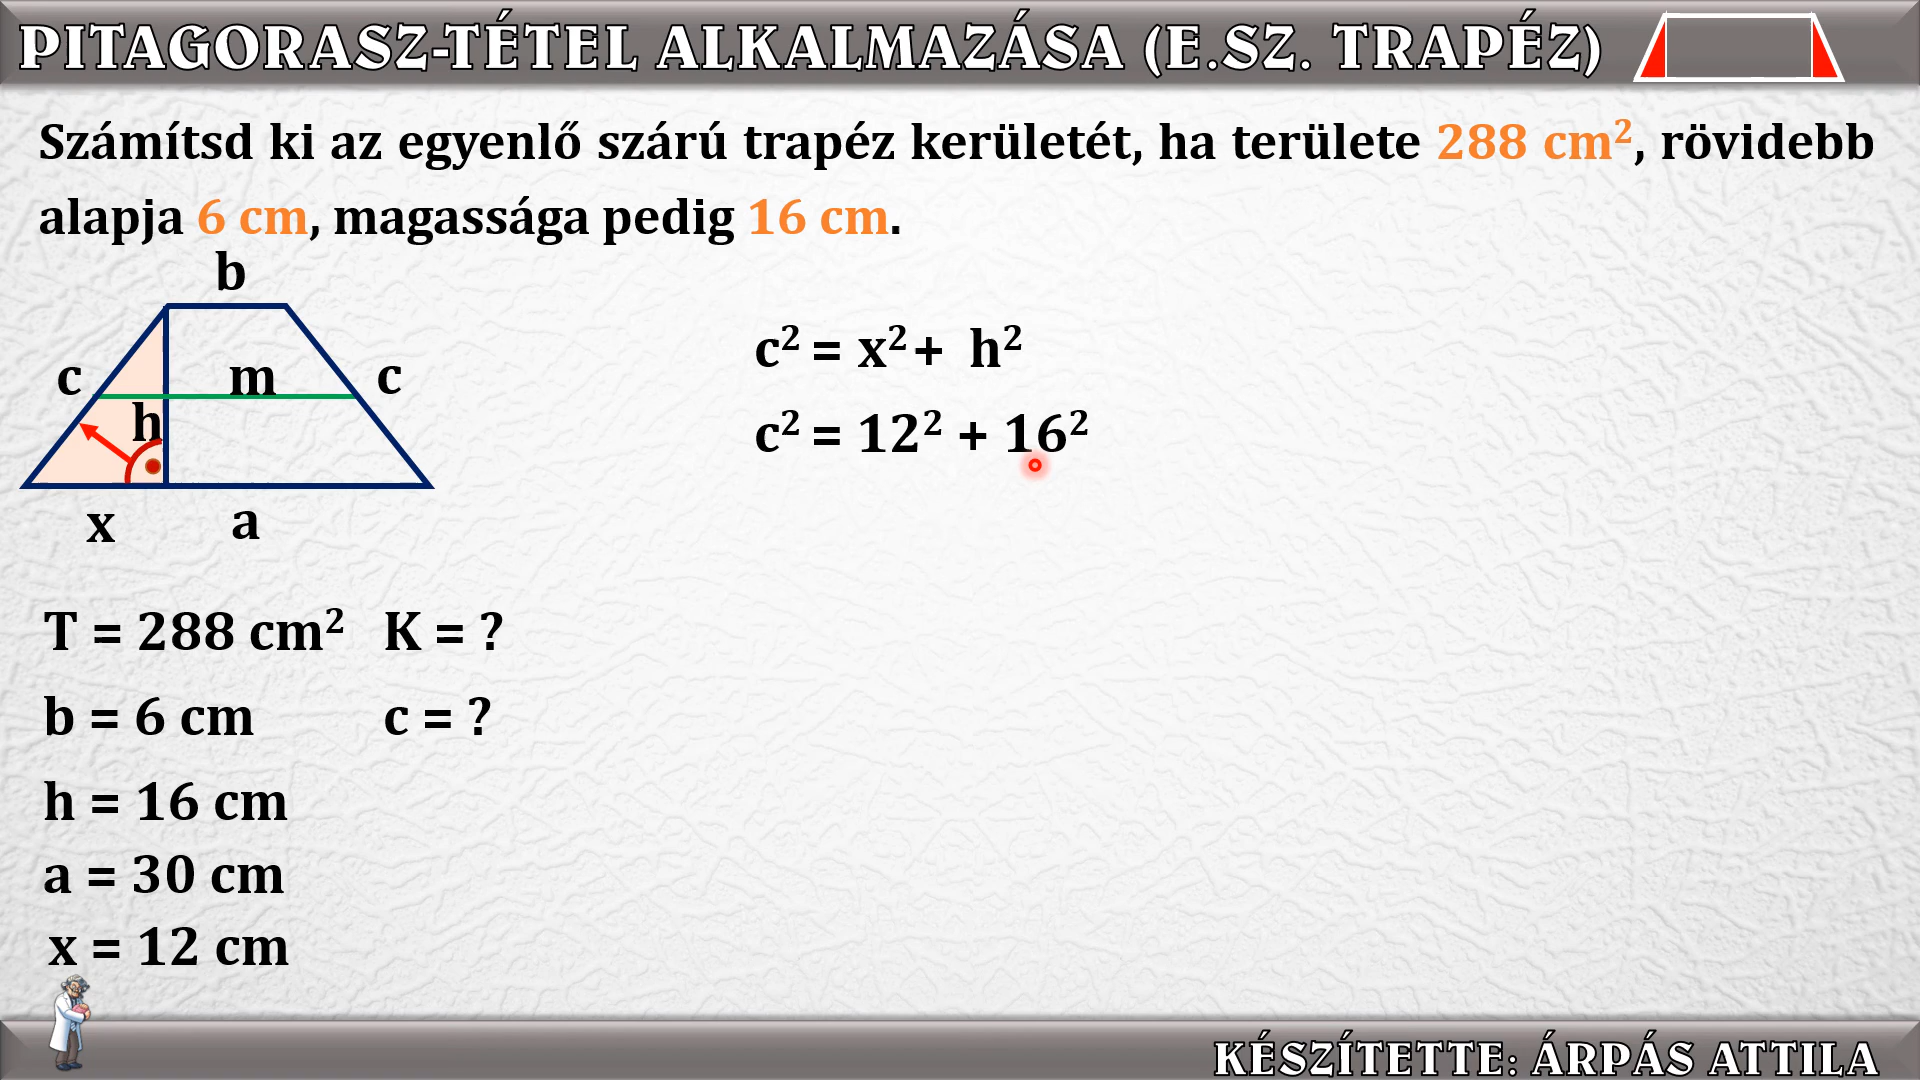 PITAGORASZ-TÉTEL ALKALMAZÁSA (E.SZ. TRAPÉZ)
Számítsd ki az egyenlő szárú trapéz kerületét, ha területe 288 cm², rövidebb
alapja 6 cm, magassága pedig 16 cm.
b
c m c
h
x a
c² = x² + h²
c² = 12² + 16²
T = 288 cm² K = ?
b = 6 cm c = ?
h = 16 cm
a = 30 cm
x = 12 cm
KÉSZÍTETTE: ÁRPÁS ATTILA